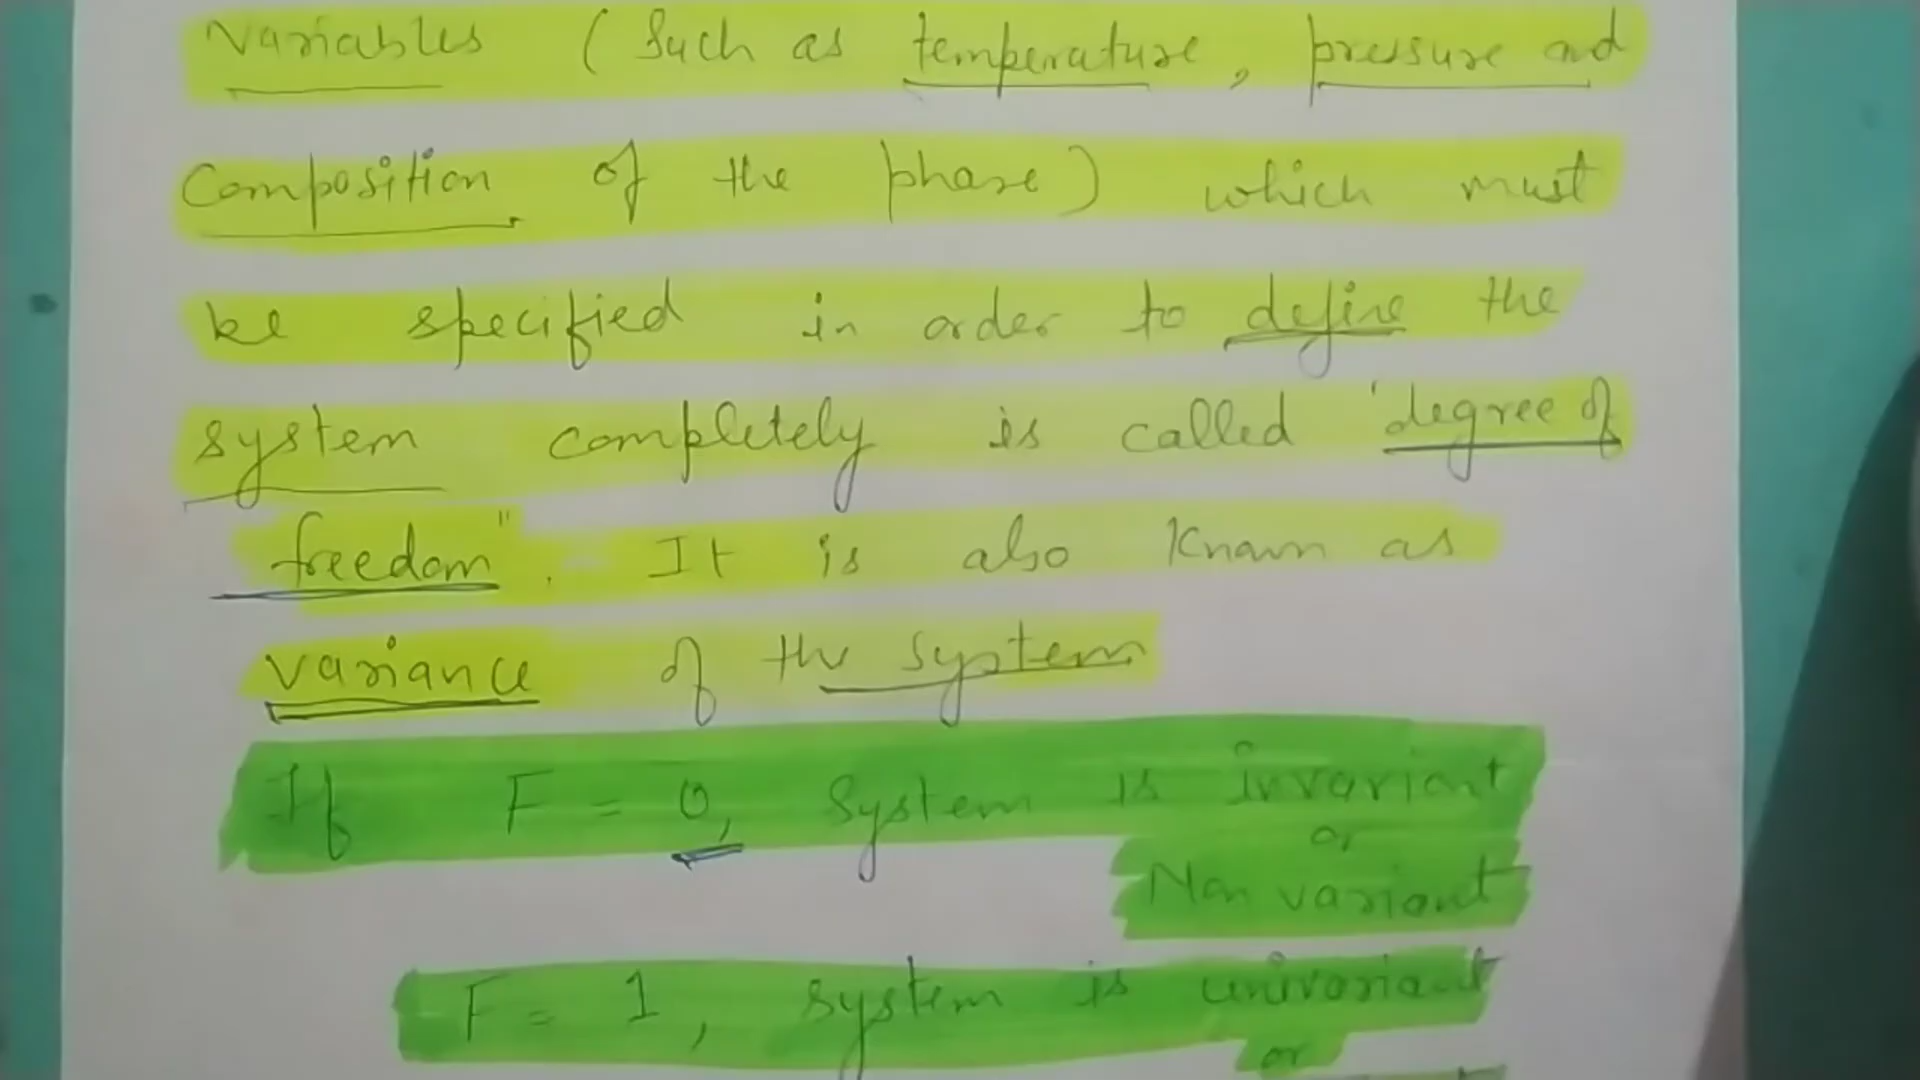 variables (such as temperature, pressure and
Composition of the phase) which must
be specified in order to define the
system completely is called 'degree of
freedom". It is also known as
variance of the system
If F = 0, System is invariant
or
Non variant
F = 1, System is univariant
or